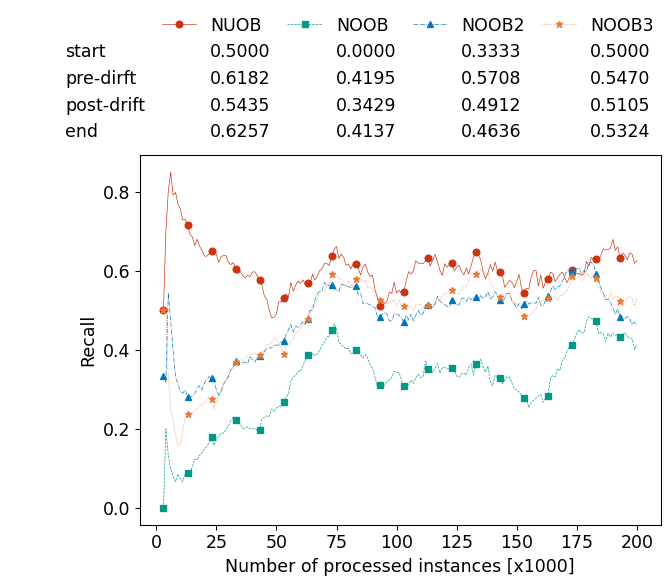 NUOB NOOB NOOB2 NOOB3
start 0.5000 0.0000 0.3333 0.5000
pre-dirft 0.6182 0.4195 0.5708 0.5470
post-drift 0.5435 0.3429 0.4912 0.5105
end 0.6257 0.4137 0.4636 0.5324
0.8
0.6
0.4
0.2
0.0
Recall
0 25 50 75 100 125 150 175 200
Number of processed instances [x1000]